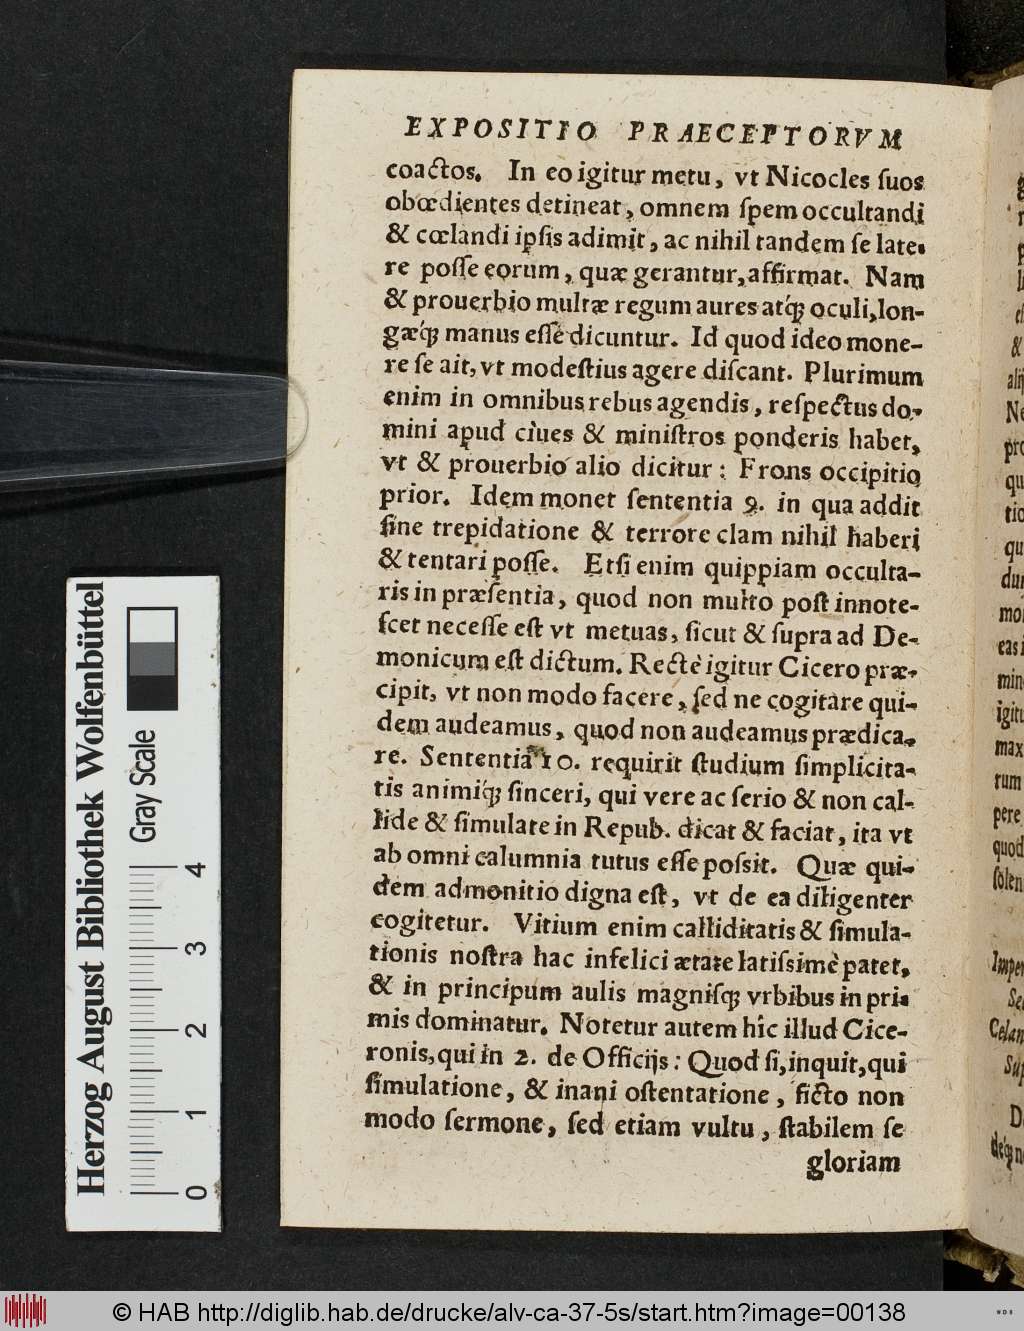 EXPOSITIO PRAECEPTORVM
coactos. In eo igitur metu, vt Nicocles ſuos
obœdientes detineat, omnem ſpem occultandi
& cœlandi ipſis adimit, ac nihil tandem ſe late-
re poſſe eorum, quæ gerantur, affirmat. Nam
& prouerbio multæ regum aures atq́; oculi, lon-
gæq́; manus eſſe dicuntur. Id quod ideo mone-
re ſe ait, vt modeſtius agere diſcant. Plurimum
enim in omnibus rebus agendis, reſpectus do-
mini apud ciues & miniſtros ponderis habet,
vt & prouerbio alio dicitur: Frons occipitio
prior. Idem monet ſententia 9. in qua addit
ſine trepidatione & terrore clam nihil haberi
& tentari poſſe. Etſi enim quippiam occulta-
ris in præſentia, quod non multo poſt innote-
ſcet neceſſe eſt vt metuas, ſicut & ſupra ad De-
monicum eſt dictum. Rectè igitur Cicero præ-
cipit, vt non modo facere, ſed ne cogitare qui-
dem audeamus, quod non audeamus prædica-
re. Sententia 10. requirit ſtudium ſimplicita-
tis animiq́; ſinceri, qui vere ac ſerio & non cal-
lide & ſimulate in Repub. dicat & faciat, ita vt
ab omni calumnia tutus eſſe poſsit. Quæ qui-
dem admonitio digna eſt, vt de ea diligenter
cogitetur. Vitium enim calliditatis & ſimula-
tionis noſtra hac infelici ætate latiſsimè patet,
& in principum aulis magniſq; vrbibus in pri-
mis dominatur. Notetur autem hîc illud Cice-
ronis, qui in 2. de Officijs: Quod ſi, inquit, qui
ſimulatione, & inani oſtentatione, ficto non
modo ſermone, ſed etiam vultu, ſtabilem ſe
gloriam
Herzog August Bibliothek Wolfenbüttel
Gray Scale
0 1 2 3 4
© HAB http://diglib.hab.de/drucke/alv-ca-37-5s/start.htm?image=00138